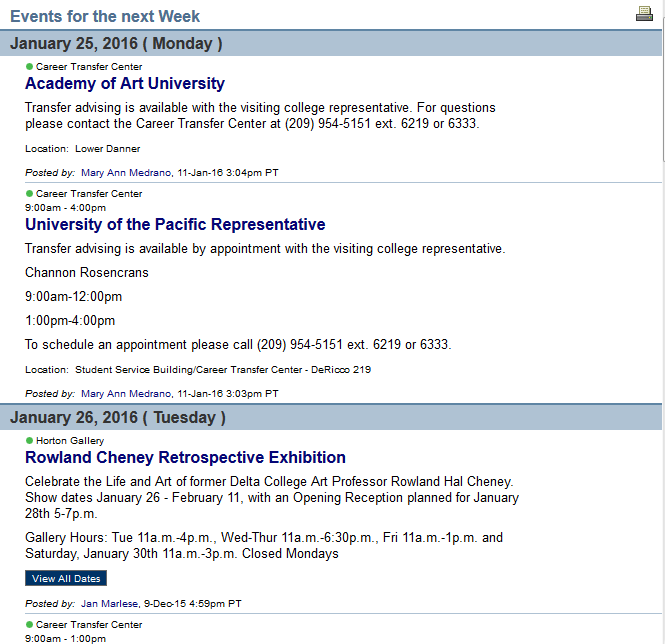 Events for the next Week
January 25, 2016 ( Monday )
Career Transfer Center
Academy of Art University
Transfer advising is available with the visiting college representative. For questions
please contact the Career Transfer Center at (209) 954-5151 ext. 6219 or 6333.
Location: Lower Danner
Posted by: Mary Ann Medrano, 11-Jan-16 3:04pm PT
Career Transfer Center
9:00am - 4:00pm
University of the Pacific Representative
Transfer advising is available by appointment with the visiting college representative.
Channon Rosencrans
9:00am-12:00pm
1:00pm-4:00pm
To schedule an appointment please call (209) 954-5151 ext. 6219 or 6333.
Location: Student Service Building/Career Transfer Center - DeRicco 219
Posted by: Mary Ann Medrano, 11-Jan-16 3:03pm PT
January 26, 2016 ( Tuesday )
Horton Gallery
Rowland Cheney Retrospective Exhibition
Celebrate the Life and Art of former Delta College Art Professor Rowland Hal Cheney.
Show dates January 26 - February 11, with an Opening Reception planned for January
28th 5-7p.m.
Gallery Hours: Tue 11a.m.-4p.m., Wed-Thur 11a.m.-6:30p.m., Fri 11a.m.-1p.m. and
Saturday, January 30th 11a.m.-3p.m. Closed Mondays
View All Dates
Posted by: Jan Marlese, 9-Dec-15 4:59pm PT
Career Transfer Center
9:00am - 1:00pm